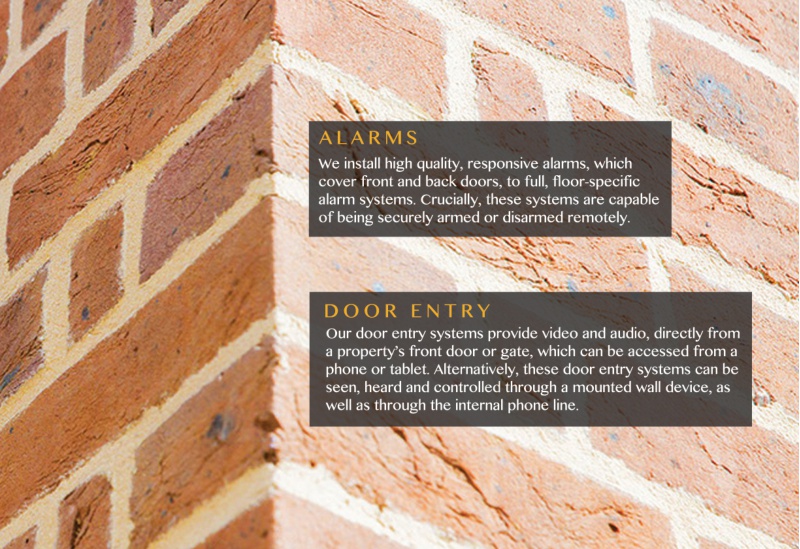 ALARMS
We install high quality, responsive alarms, which
cover front and back doors, to full, floor-specific
alarm systems. Crucially, these systems are capable
of being securely armed or disarmed remotely.
DOOR ENTRY
Our door entry systems provide video and audio, directly from
a property’s front door or gate, which can be accessed from a
phone or tablet. Alternatively, these door entry systems can be
seen, heard and controlled through a mounted wall device, as
well as through the internal phone line.